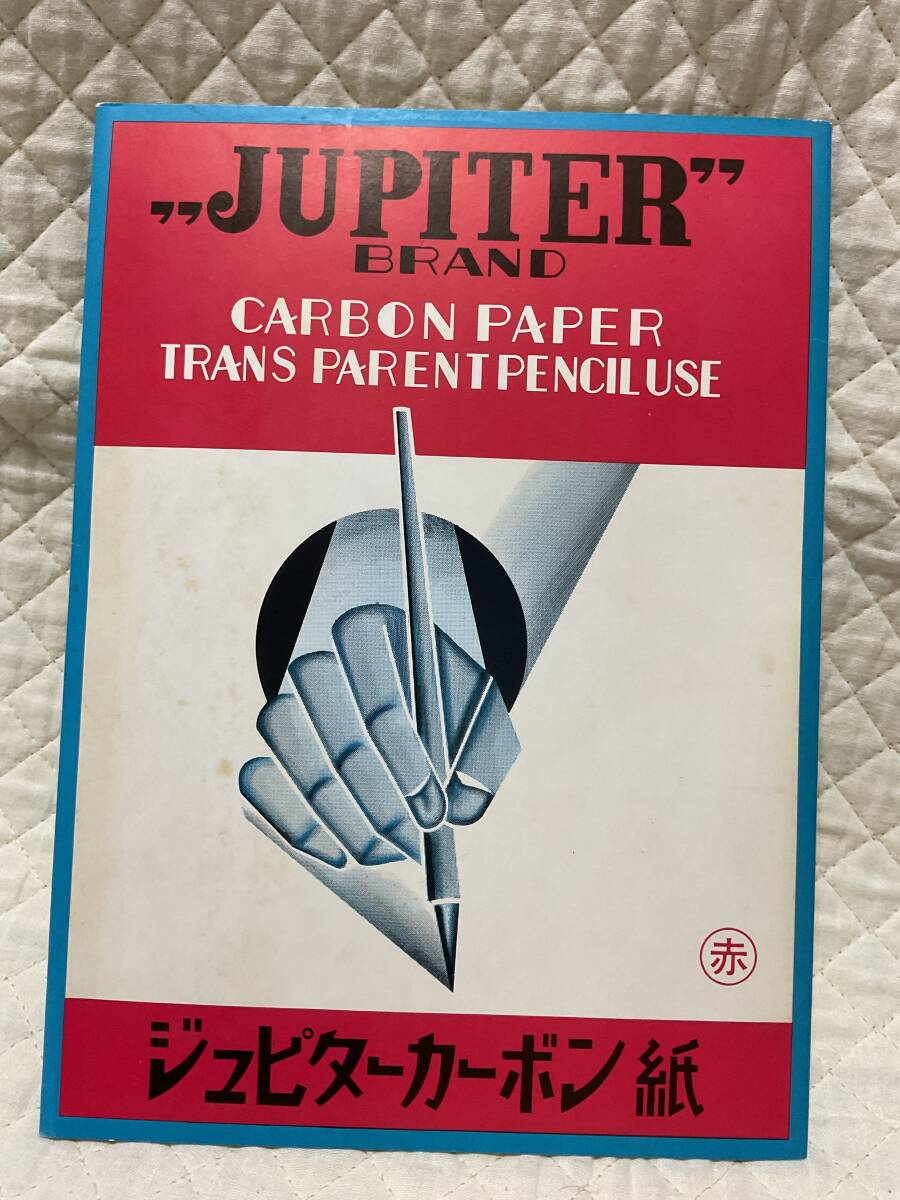 „JUPITER”
BRAND
CARBON PAPER
TRANS PARENT PENCIL USE
赤
ジュピターカーボン紙